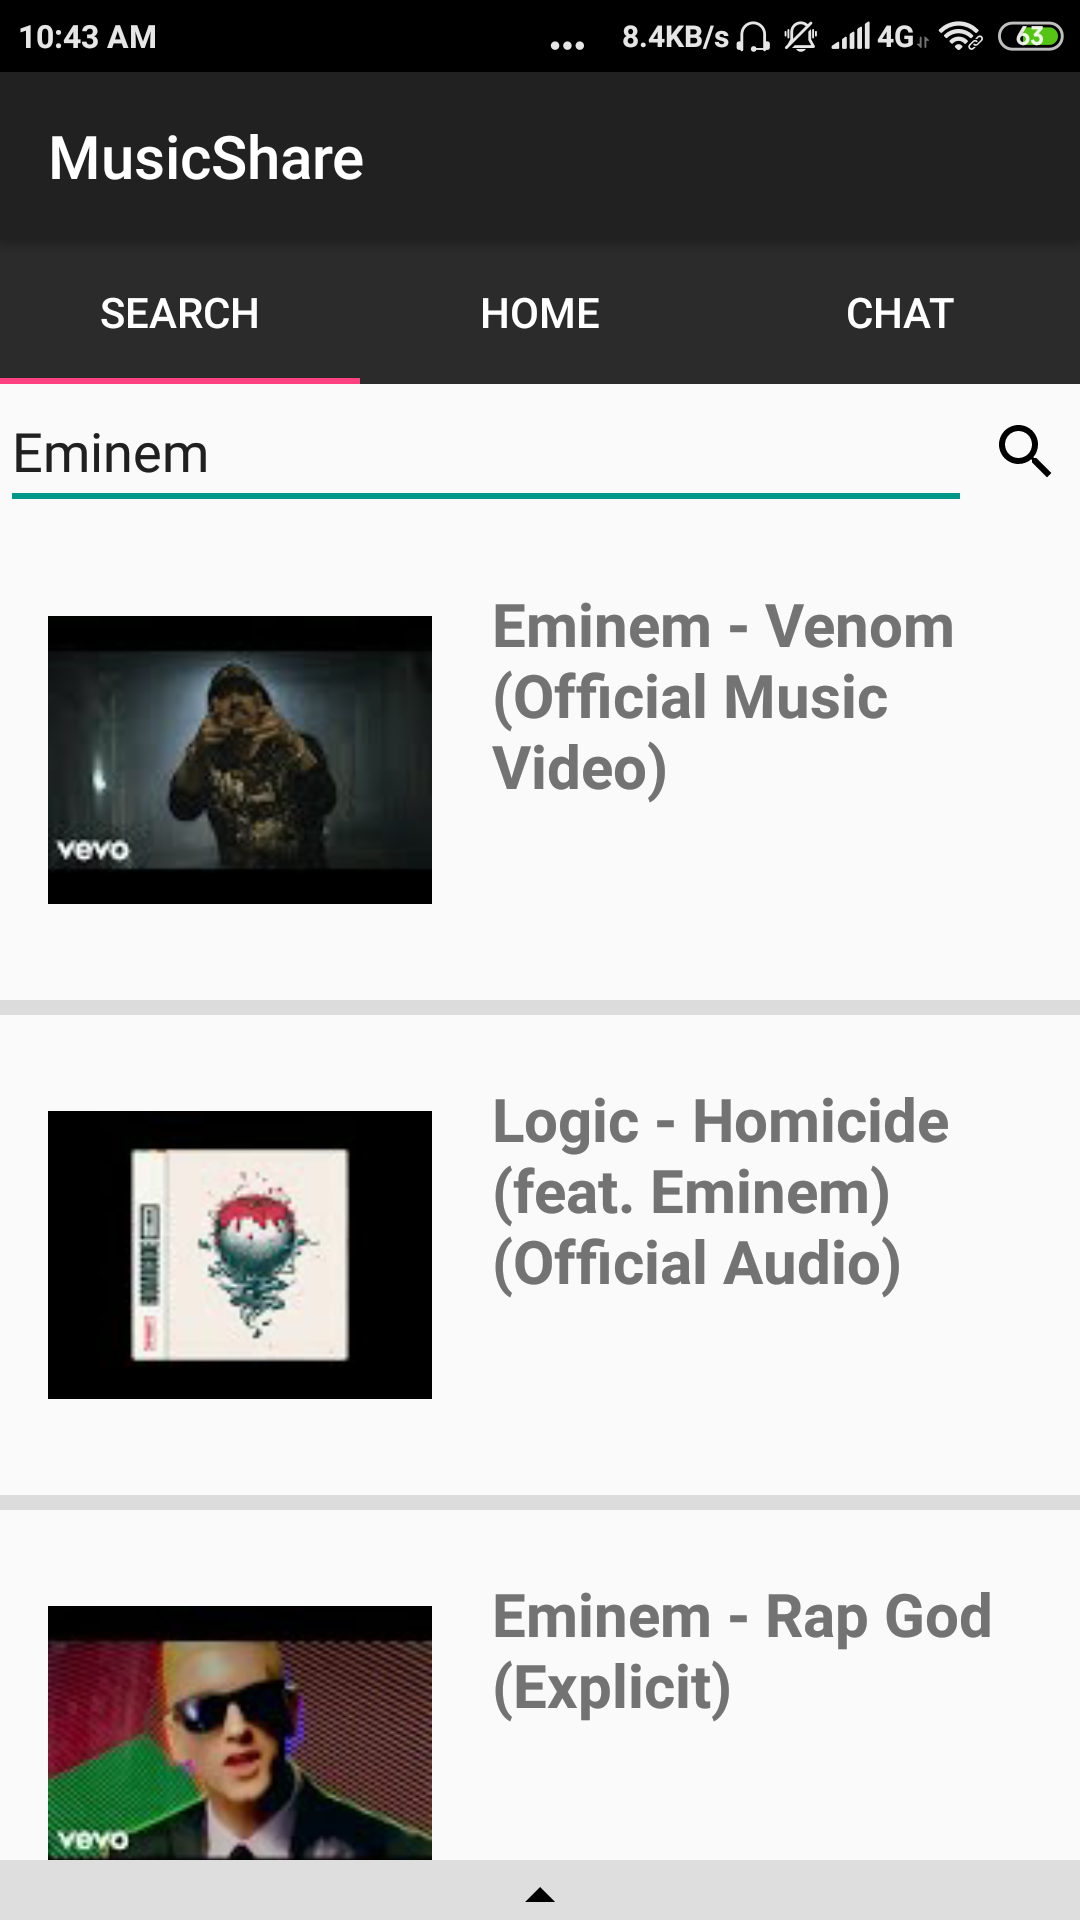 10:43 AM
... 8.4KB/s 4G 63
MusicShare
SEARCH HOME CHAT
Eminem
Eminem - Venom
(Official Music
Video)
vevo
Logic - Homicide
(feat. Eminem)
(Official Audio)
HOMICIDE
Eminem - Rap God
(Explicit)
vevo